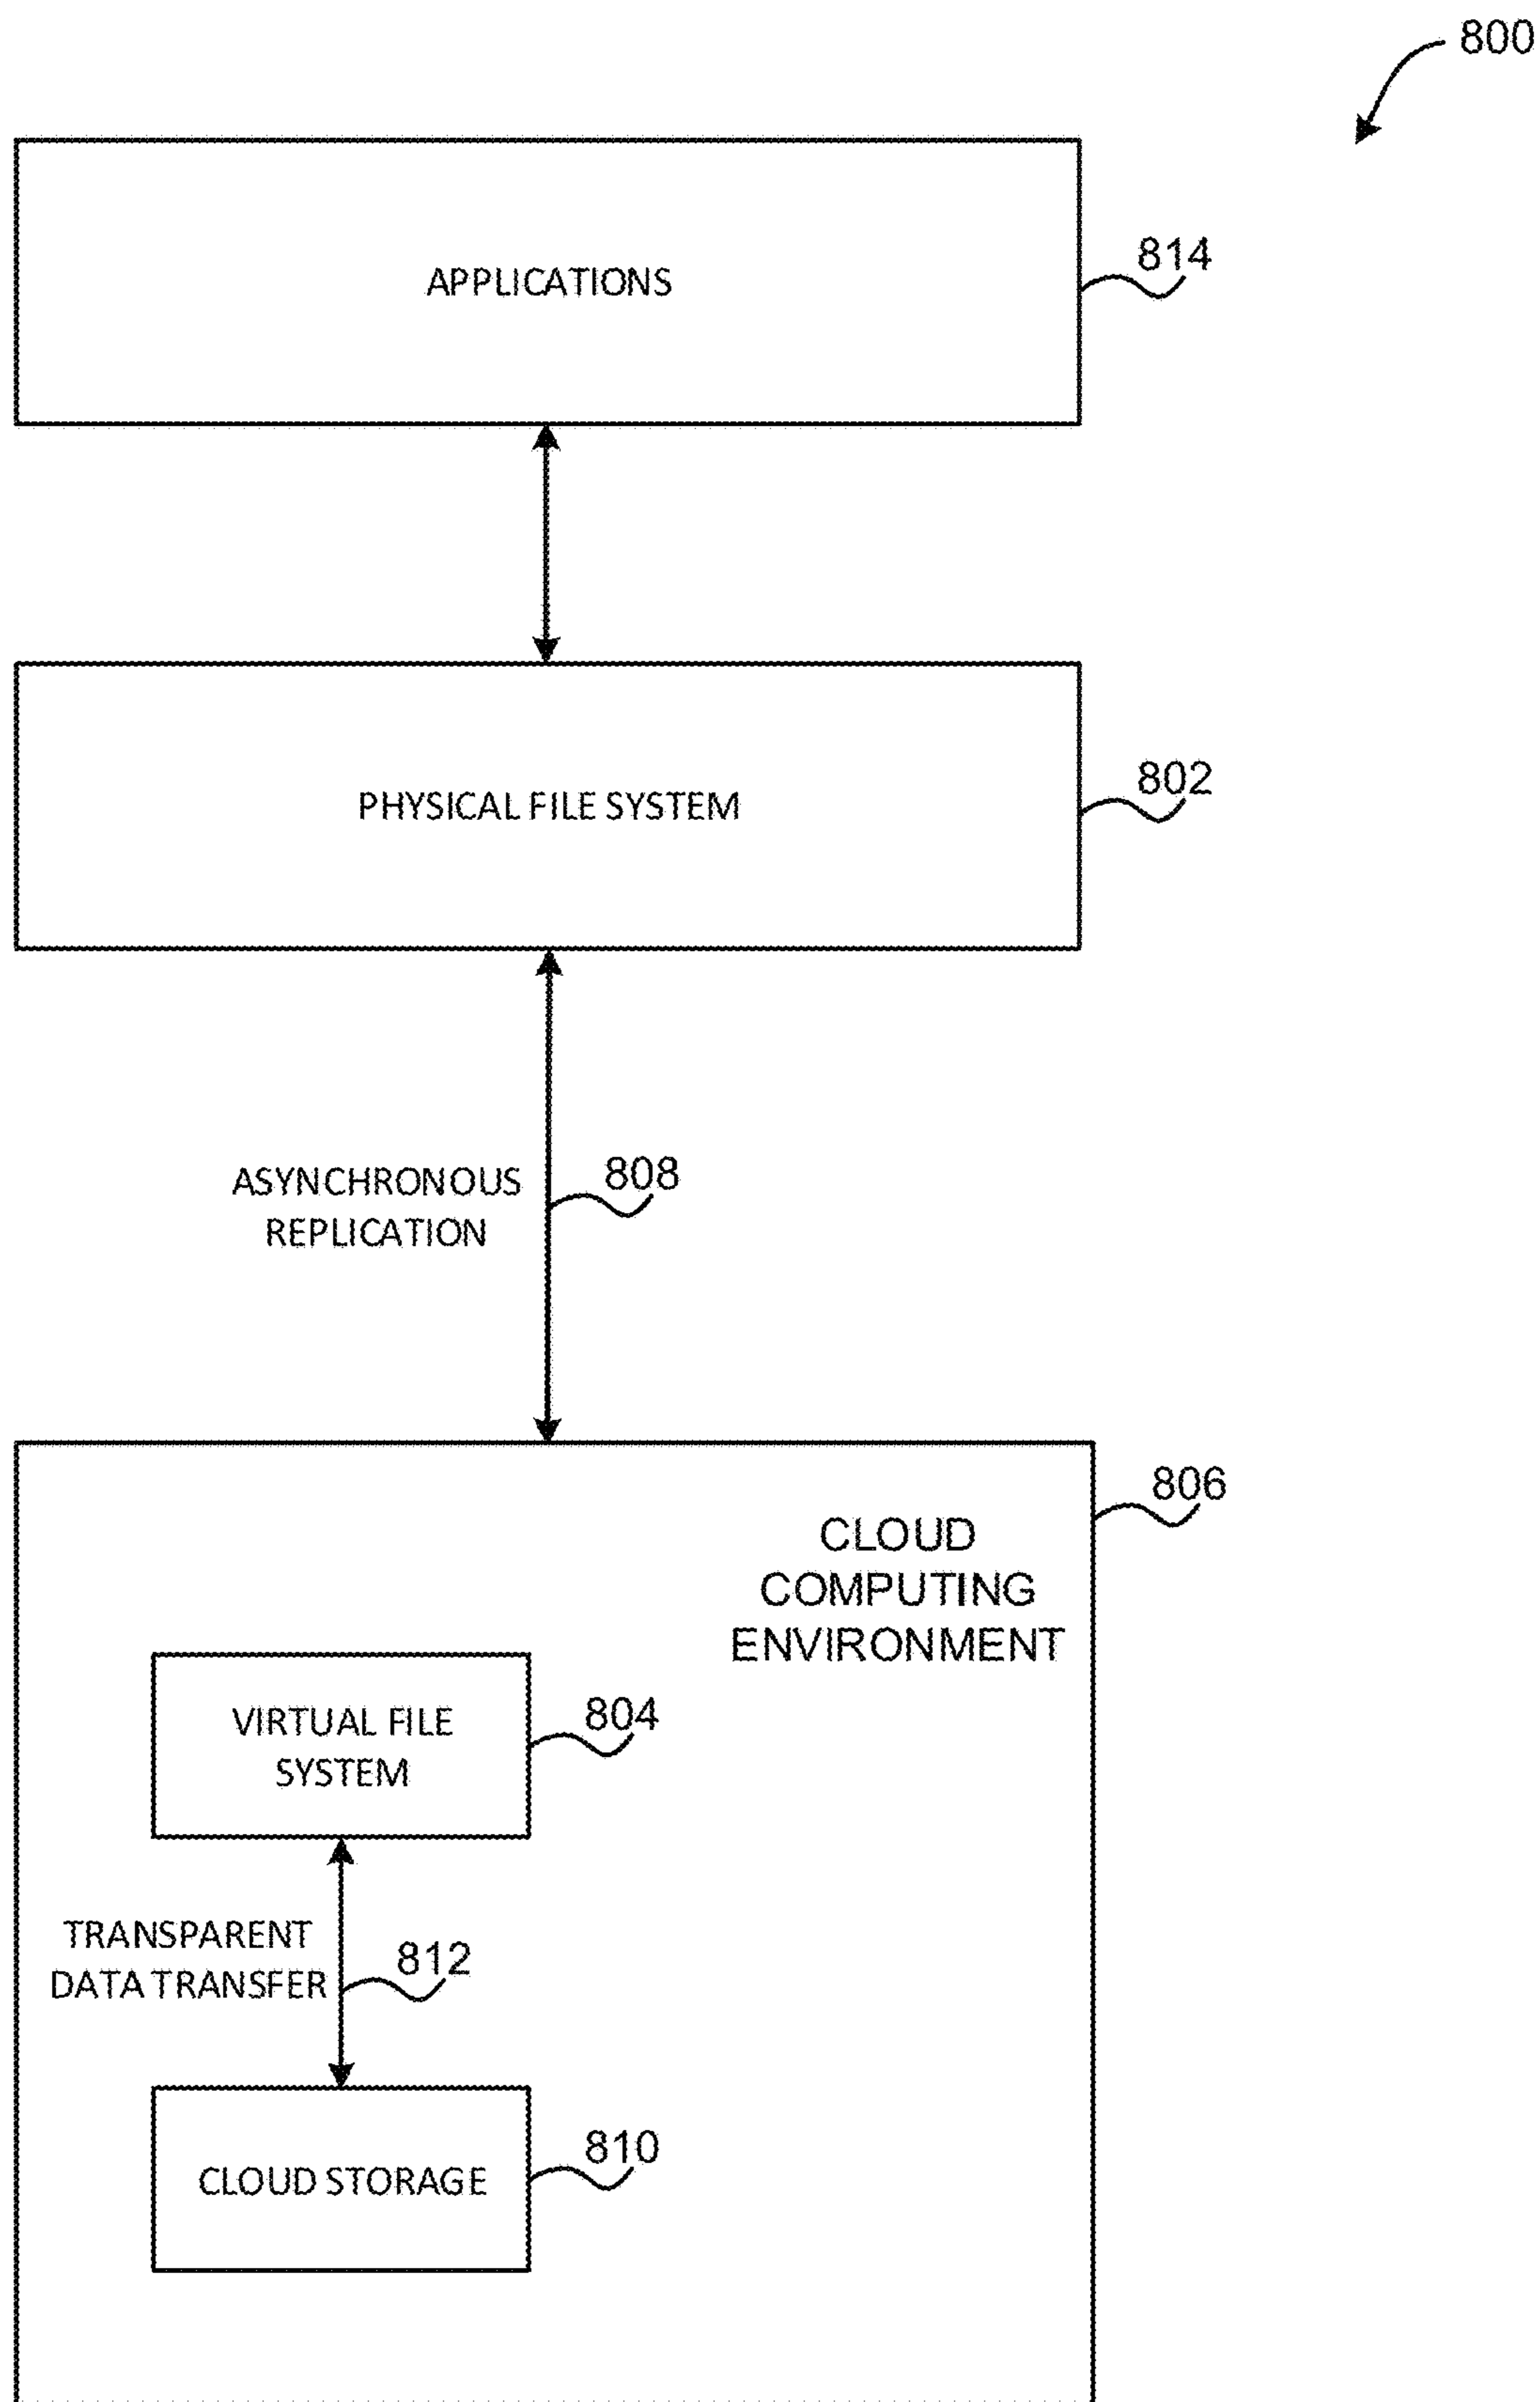 800
APPLICATIONS
814
PHYSICAL FILE SYSTEM
802
ASYNCHRONOUS
REPLICATION
808
806
CLOUD
COMPUTING
ENVIRONMENT
VIRTUAL FILE
SYSTEM
804
TRANSPARENT
DATA TRANSFER
812
CLOUD STORAGE
810